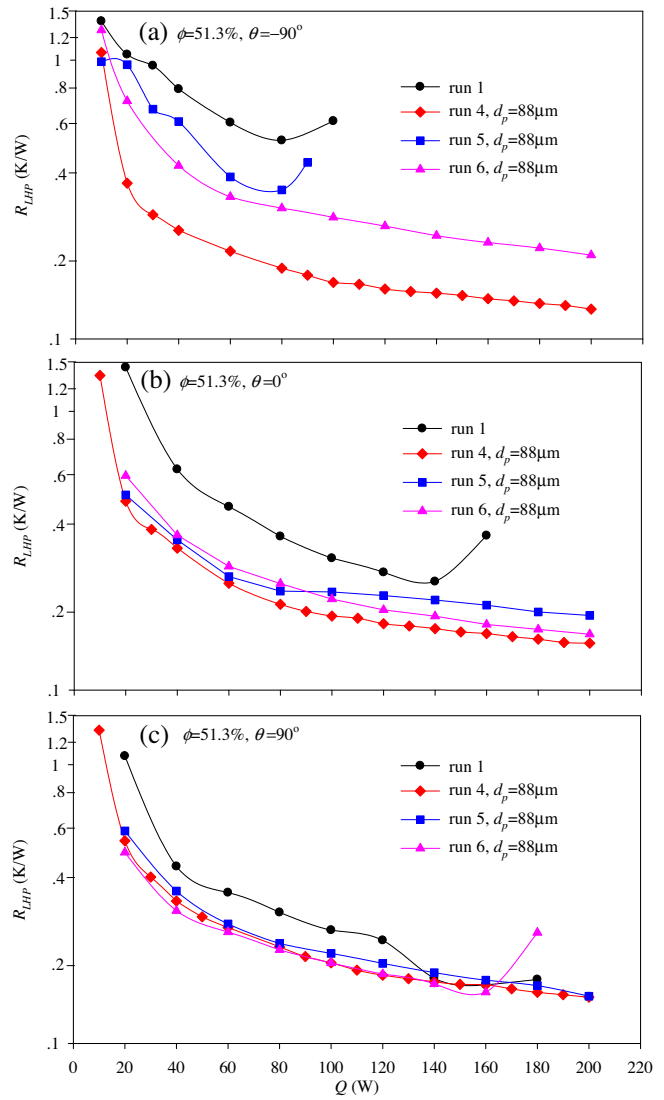 1.5
1.2
1
.8
.6
.4
.2
.1
R_LHP (K/W)
(a) ϕ=51.3%, θ=−90°
run 1
run 4, d_p=88μm
run 5, d_p=88μm
run 6, d_p=88μm
1.5
1.2
1
.8
.6
.4
.2
.1
R_LHP (K/W)
(b) ϕ=51.3%, θ=0°
run 1
run 4, d_p=88μm
run 5, d_p=88μm
run 6, d_p=88μm
1.5
1.2
1
.8
.6
.4
.2
.1
R_LHP (K/W)
(c) ϕ=51.3%, θ=90°
run 1
run 4, d_p=88μm
run 5, d_p=88μm
run 6, d_p=88μm
0 20 40 60 80 100 120 140 160 180 200 220
Q (W)